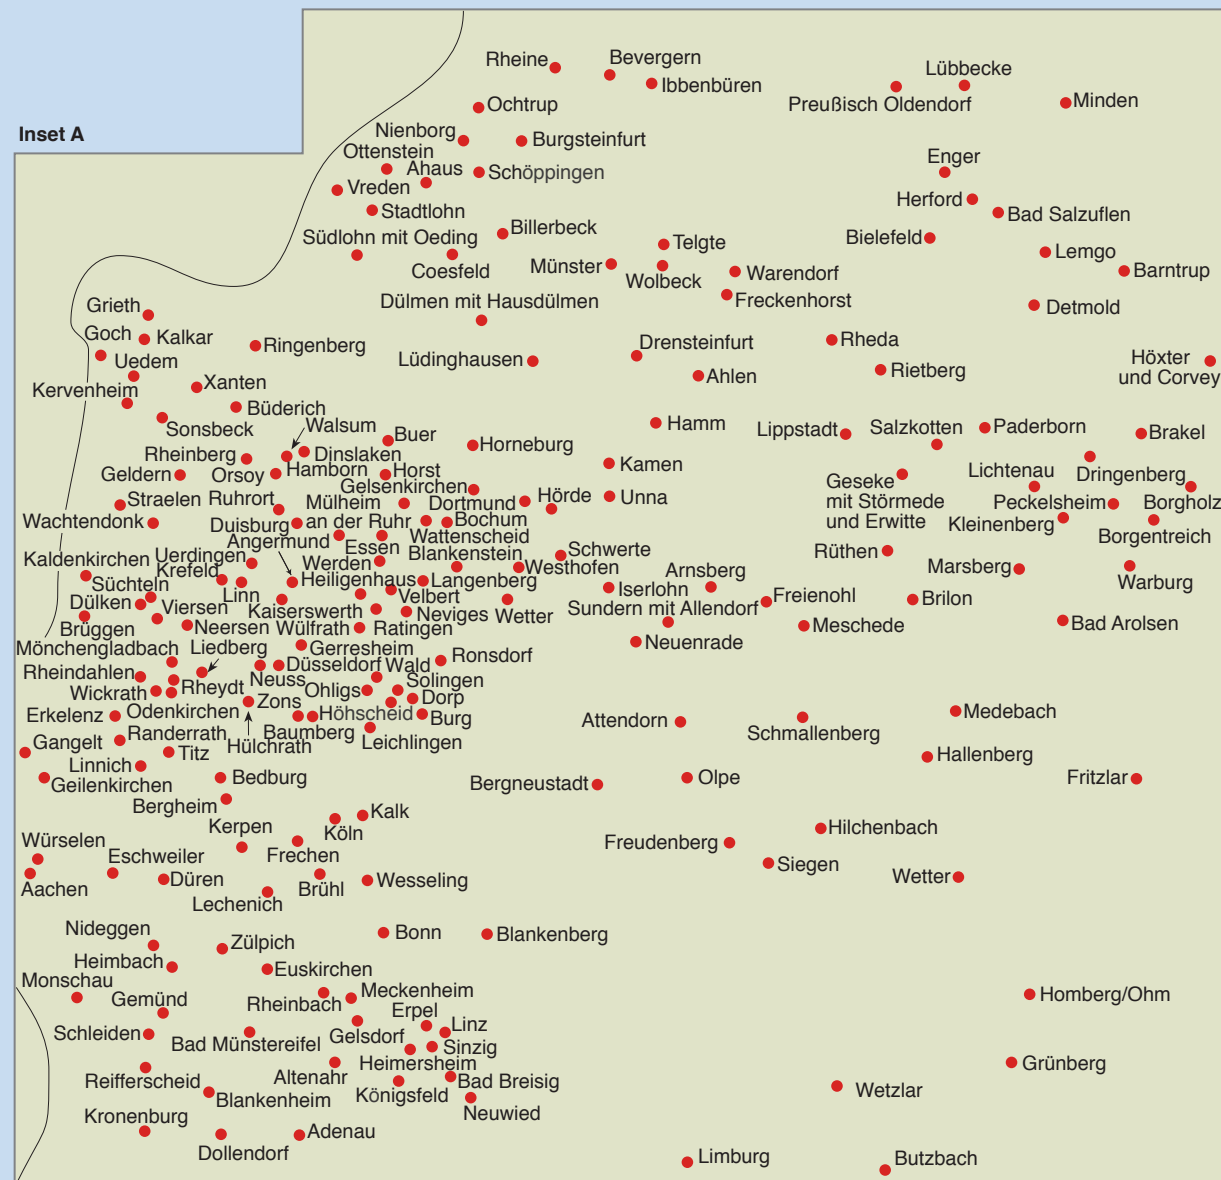 Inset A
Rheine
Bevergern
Ibbenbüren
Lübbecke
Preußisch Oldendorf
Minden
Ochtrup
Nienborg
Burgsteinfurt
Ottenstein
Ahaus
Schöppingen
Enger
Vreden
Stadtlohn
Herford
Bad Salzuflen
Südlohn mit Oeding
Billerbeck
Bielefeld
Telgte
Lemgo
Coesfeld
Münster
Wolbeck
Warendorf
Barntrup
Dülmen mit Hausdülmen
Freckenhorst
Detmold
Grieth
Goch
Kalkar
Ringenberg
Uedem
Lüdinghausen
Drensteinfurt
Rheda
Höxter
und Corvey
Ahlen
Rietberg
Kervenheim
Xanten
Büderich
Sonsbeck
Walsum
Buer
Hamm
Lippstadt
Salzkotten
Paderborn
Brakel
Rheinberg
Dinslaken
Horneburg
Geldern
Orsoy
Hamborn
Horst
Kamen
Geseke
mit Störmede
und Erwitte
Lichtenau
Dringenberg
Gelsenkirchen
Straelen
Ruhrort
Mülheim
an der Ruhr
Dortmund
Hörde
Unna
Peckelsheim
Borgholz
Wachtendonk
Duisburg
Bochum
Kleinenberg
Borgentreich
Angermund
Wattenscheid
Essen
Kaldenkirchen
Uerdingen
Blankenstein
Schwerte
Rüthen
Werden
Westhofen
Krefeld
Marsberg
Warburg
Süchteln
Linn
Heiligenhaus
Langenberg
Iserlohn
Arnsberg
Dülken
Viersen
Kaiserswerth
Velbert
Neviges
Wetter
Sundern mit Allendorf
Freienohl
Brilon
Brüggen
Neersen
Wülfrath
Ratingen
Meschede
Bad Arolsen
Mönchengladbach
Liedberg
Gerresheim
Neuenrade
Rheindahlen
Düsseldorf
Wald
Ronsdorf
Wickrath
Rheydt
Neuss
Ohligs
Solingen
Zons
Dorp
Erkelenz
Odenkirchen
Höhscheid
Burg
Attendorn
Schmallenberg
Medebach
Randerrath
Baumberg
Gangelt
Titz
Hülchrath
Leichlingen
Linnich
Hallenberg
Geilenkirchen
Bedburg
Bergneustadt
Olpe
Fritzlar
Bergheim
Kerpen
Köln
Kalk
Hilchenbach
Würselen
Eschweiler
Frechen
Freudenberg
Siegen
Aachen
Düren
Brühl
Wesseling
Wetter
Lechenich
Nideggen
Zülpich
Bonn
Blankenberg
Heimbach
Euskirchen
Monschau
Gemünd
Rheinbach
Meckenheim
Homberg/Ohm
Erpel
Linz
Schleiden
Bad Münstereifel
Gelsdorf
Sinzig
Heimersheim
Grünberg
Reifferscheid
Altenahr
Königsfeld
Bad Breisig
Wetzlar
Blankenheim
Neuwied
Kronenburg
Adenau
Dollendorf
Limburg
Butzbach